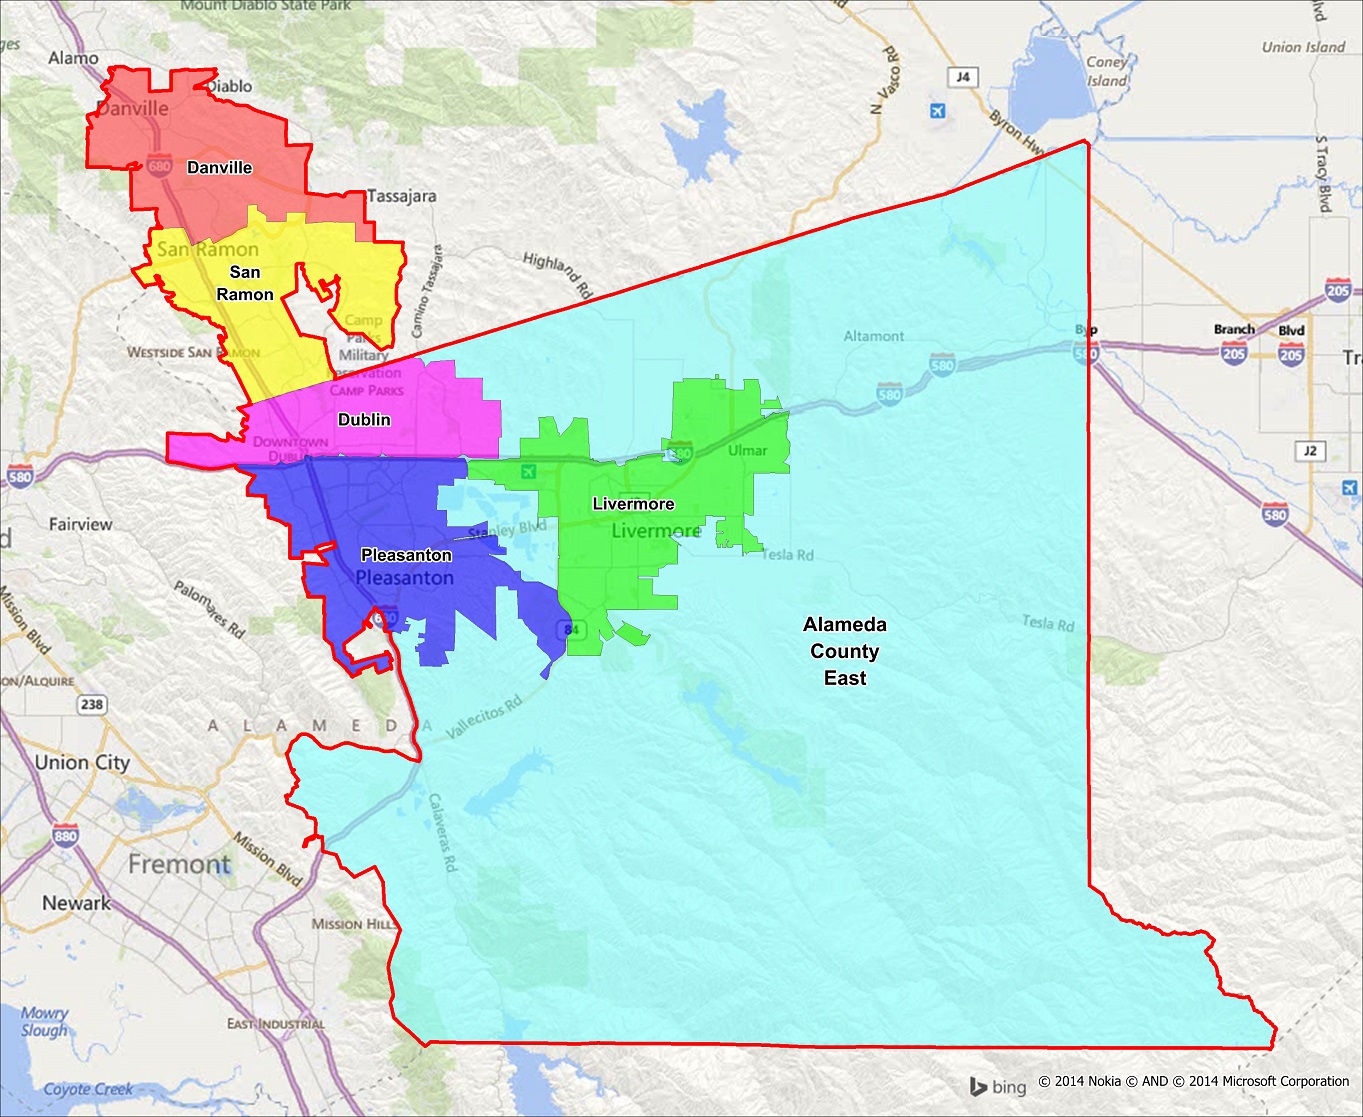 Mount Diablo State Park
Alamo
Diablo
Danville
680
Danville
Tassajara
San Ramon
San
Ramon
Camino Tassajara
Highland Rd
N Vasco Rd
J4
Byron Hwy
Coney
Island
Union Island
S Tracy Blvd
205
Camp
Parks
Military
Reservation
CAMP PARKS
WESTSIDE SAN RAMON
Altamont
580
580
580
Byp
Branch
Blvd
205
205
Dublin
DOWNTOWN
DUBLIN
580
580
Ulmar
J2
580
Livermore
Livermore
Stanley Blvd
Tesla Rd
Fairview
Pleasanton
Pleasanton
680
84
Palomares Rd
Mission Blvd
Tesla Rd
Alameda
County
East
238
ALAMEDA
Vallecitos Rd
Union City
Calaveras Rd
880
Fremont
Mission Blvd
Newark
MISSION HILLS
Mowry
Slough
EAST INDUSTRIAL
Coyote Creek
bing
© 2014 Nokia © AND © 2014 Microsoft Corporation